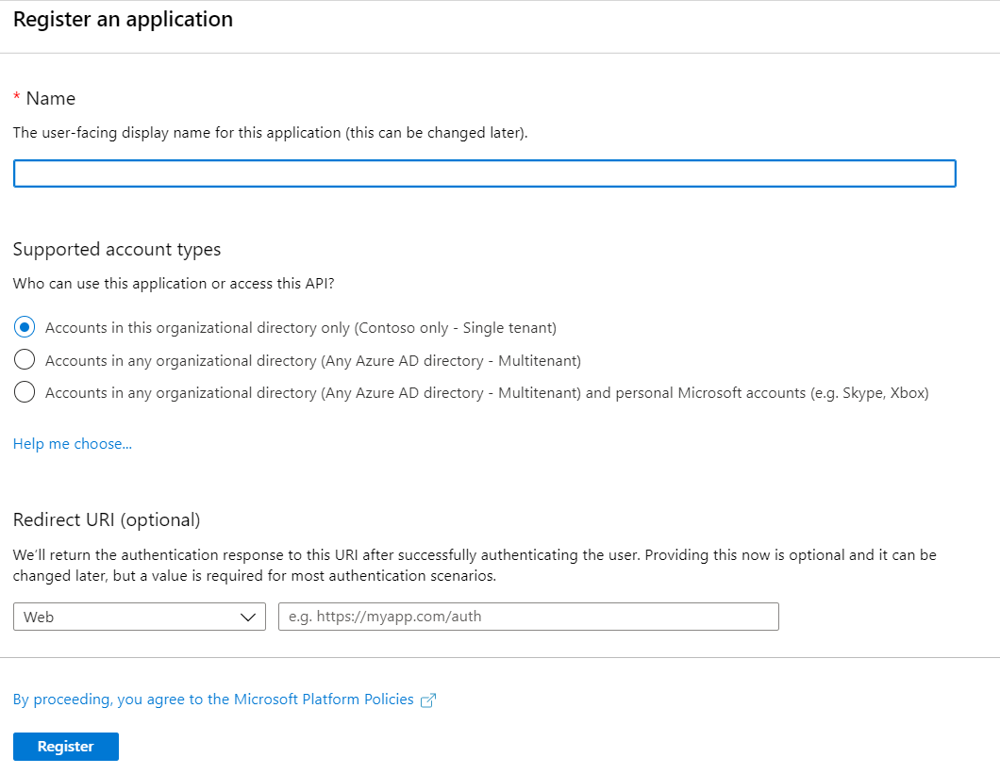 Register an application
* Name
The user-facing display name for this application (this can be changed later).
Supported account types
Who can use this application or access this API?
Accounts in this organizational directory only (Contoso only - Single tenant)
Accounts in any organizational directory (Any Azure AD directory - Multitenant)
Accounts in any organizational directory (Any Azure AD directory - Multitenant) and personal Microsoft accounts (e.g. Skype, Xbox)
Help me choose...
Redirect URI (optional)
We'll return the authentication response to this URI after successfully authenticating the user. Providing this now is optional and it can be
changed later, but a value is required for most authentication scenarios.
Web
e.g. https://myapp.com/auth
By proceeding, you agree to the Microsoft Platform Policies
Register